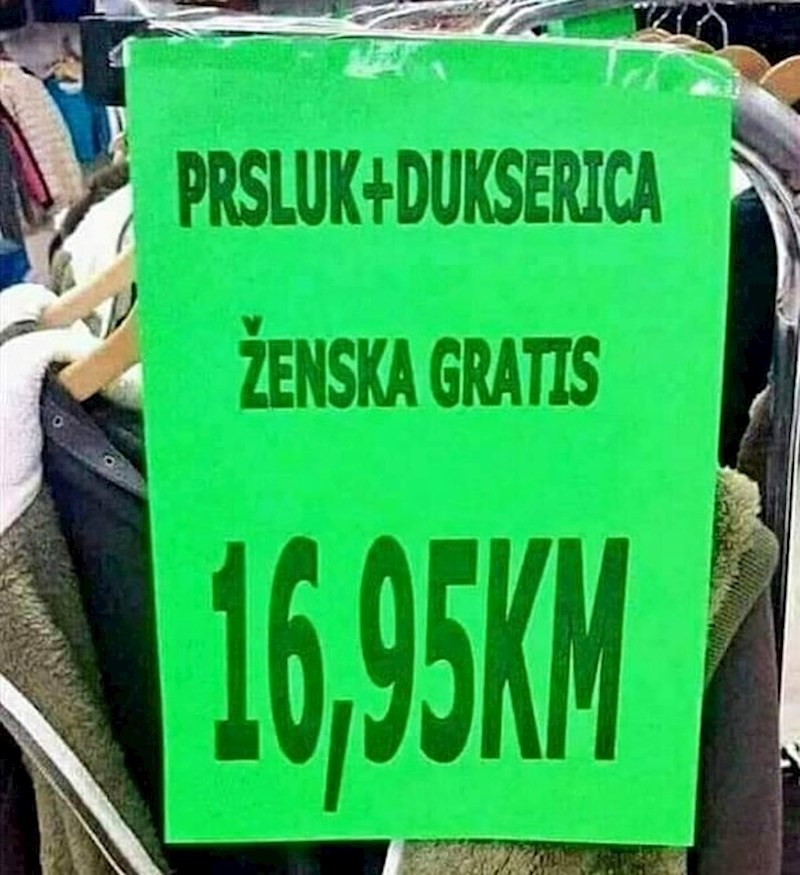 PRSLUK+DUKSERICA
ŽENSKA GRATIS
16,95KM